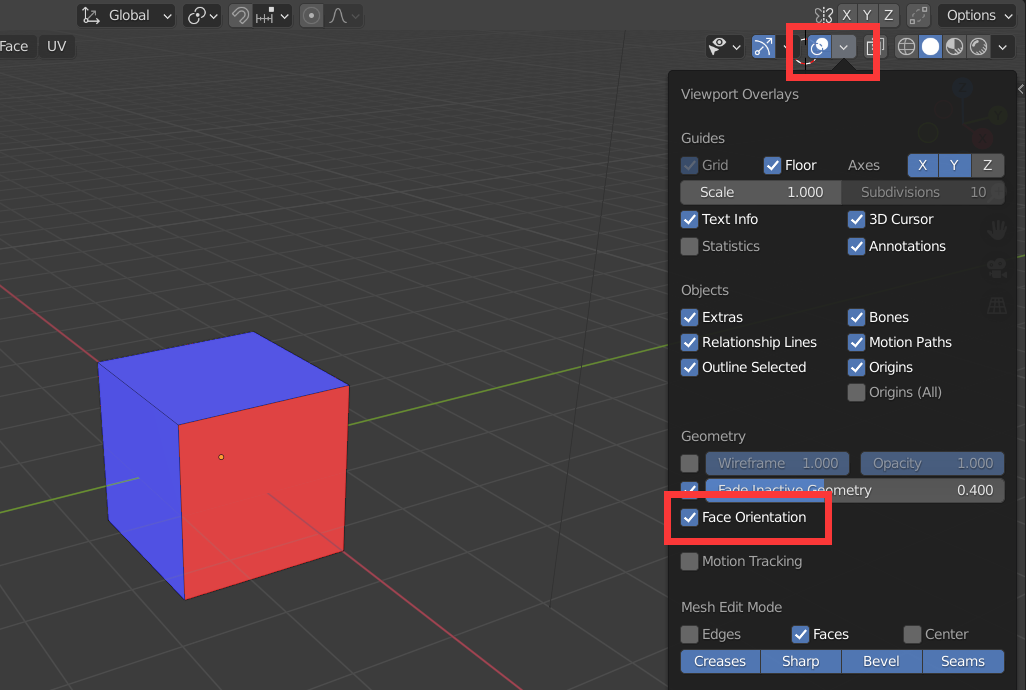 Global X Y Z Options
Face UV
Viewport Overlays
Guides
Grid Floor Axes X Y Z
Scale 1.000 Subdivisions 10
Text Info 3D Cursor
Statistics Annotations
Objects
Extras Bones
Relationship Lines Motion Paths
Outline Selected Origins
Origins (All)
Geometry
Wireframe 1.000 Opacity 1.000
Fade Inactive Geometry 0.400
Face Orientation
Motion Tracking
Mesh Edit Mode
Edges Faces Center
Creases Sharp Bevel Seams